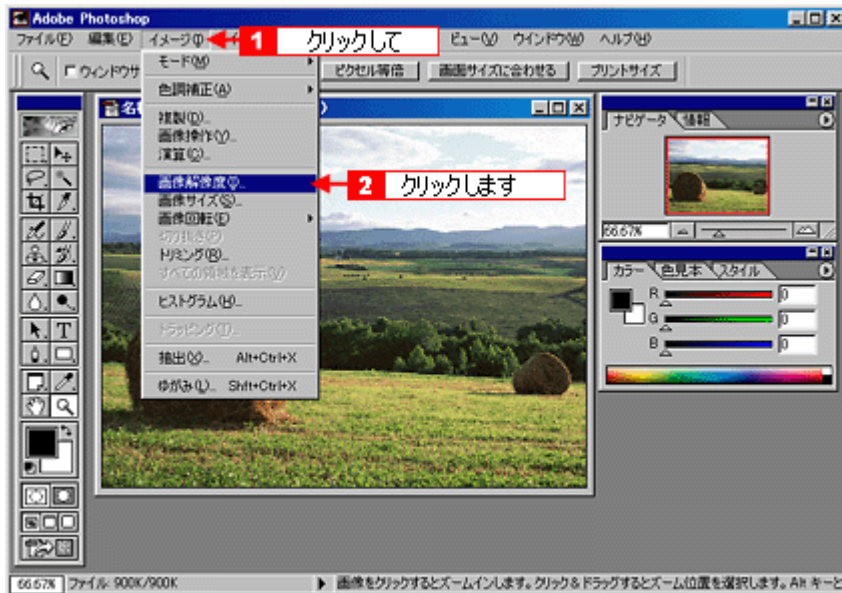 Adobe Photoshop
ファイル(F) 編集(E) イメージ(I) 1 クリックして ビュー(V) ウインドウ(W) ヘルプ(H)
ピクセル等倍 画面サイズに合わせる プリントサイズ
モード(M)
色調補正(A)
複製(D)...
画像操作(Y)...
演算(C)...
画像解像度(I)... 2 クリックします
画像サイズ(S)...
画像回転(E)
切り抜き(P)
トリミング(R)...
すべての領域を表示(V)
ヒストグラム(H)...
トラッピング(T)...
抽出(X)... Alt+Ctrl+X
ゆがみ(L)... Shft+Ctrl+X
ナビゲータ 情報
66.67%
カラー 色見本 スタイル
R 0
G 0
B 0
66.67% ファイル: 900K/900K 画像をクリックするとズームインします。クリック＆ドラッグするとズーム位置を選択します。Alt キーと